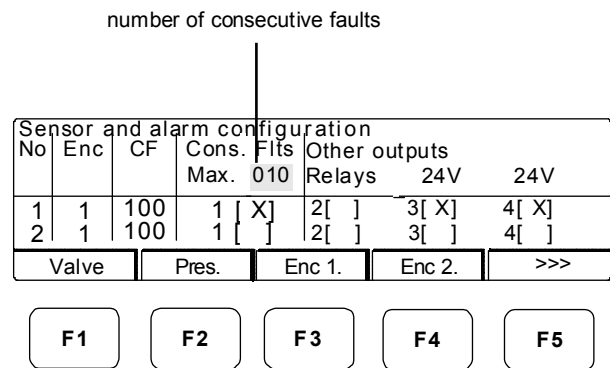 number of consecutive faults
Sensor and alarm configuration
No Enc CF Cons. Flts Other outputs
Max. 010 Relays 24V 24V
1 1 100 1 [ X] 2[ ] 3[ X] 4[ X]
2 1 100 1 [ ] 2[ ] 3[ ] 4[ ]
Valve Pres. Enc 1. Enc 2. >>>
F1 F2 F3 F4 F5